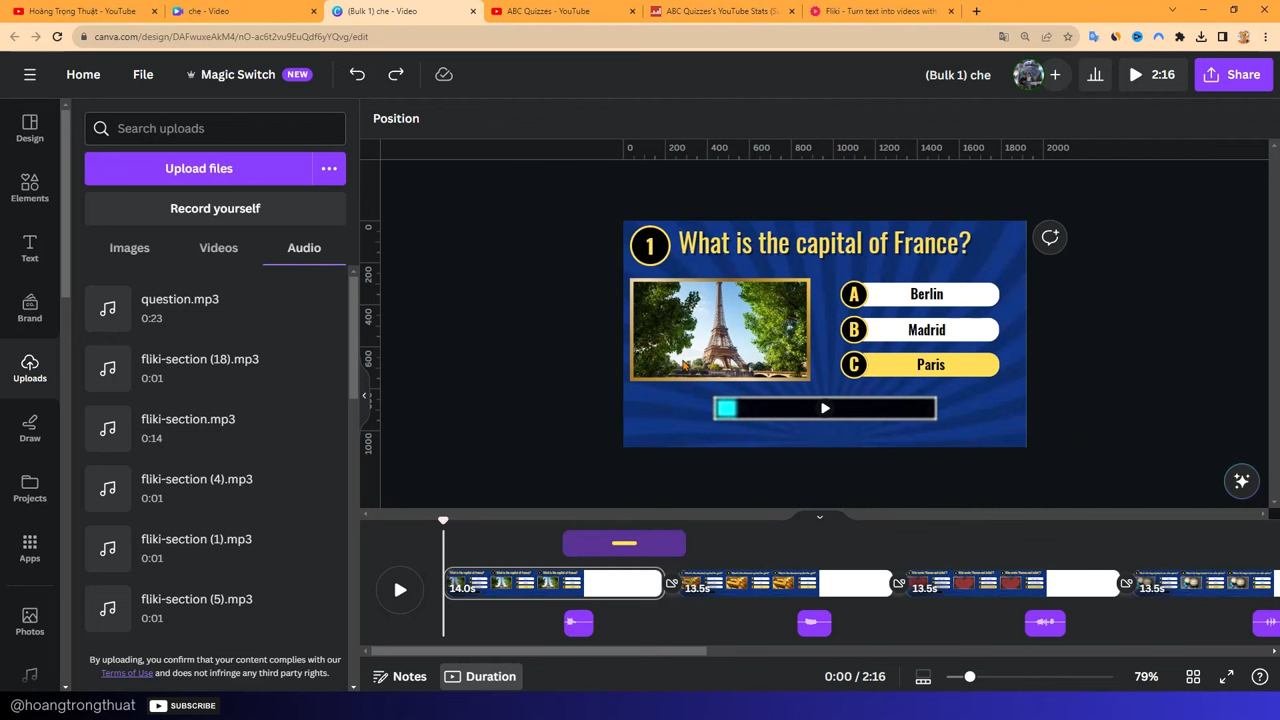 Hoàng Trọng Thuật - YouTube
che - Video
(Bulk 1) che - Video
ABC Quizzes - YouTube
ABC Quizzes's YouTube Stats (Su
Fliki - Turn text into videos with
canva.com/design/DAFwuxeAkM4/nO-ac6t2vu9EuQdf6yYQvg/edit
Home
File
Magic Switch
NEW
(Bulk 1) che
2:16
Share
Design
Elements
Text
Brand
Uploads
Draw
Projects
Apps
Photos
Search uploads
Upload files
Record yourself
Images
Videos
Audio
question.mp3
0:23
fliki-section (18).mp3
0:01
fliki-section.mp3
0:14
fliki-section (4).mp3
0:01
fliki-section (1).mp3
0:01
fliki-section (5).mp3
0:01
By uploading, you confirm that your content complies with our
Terms of Use and does not infringe any third party rights.
Position
0 200 400 600 800 1000 1200 1400 1600 1800 2000
0
200
400
600
800
1000
1 What is the capital of France?
A Berlin
B Madrid
C Paris
14.0s
13.5s
13.5s
13.5s
Notes
Duration
0:00 / 2:16
79%
@hoangtrongthuat
SUBSCRIBE